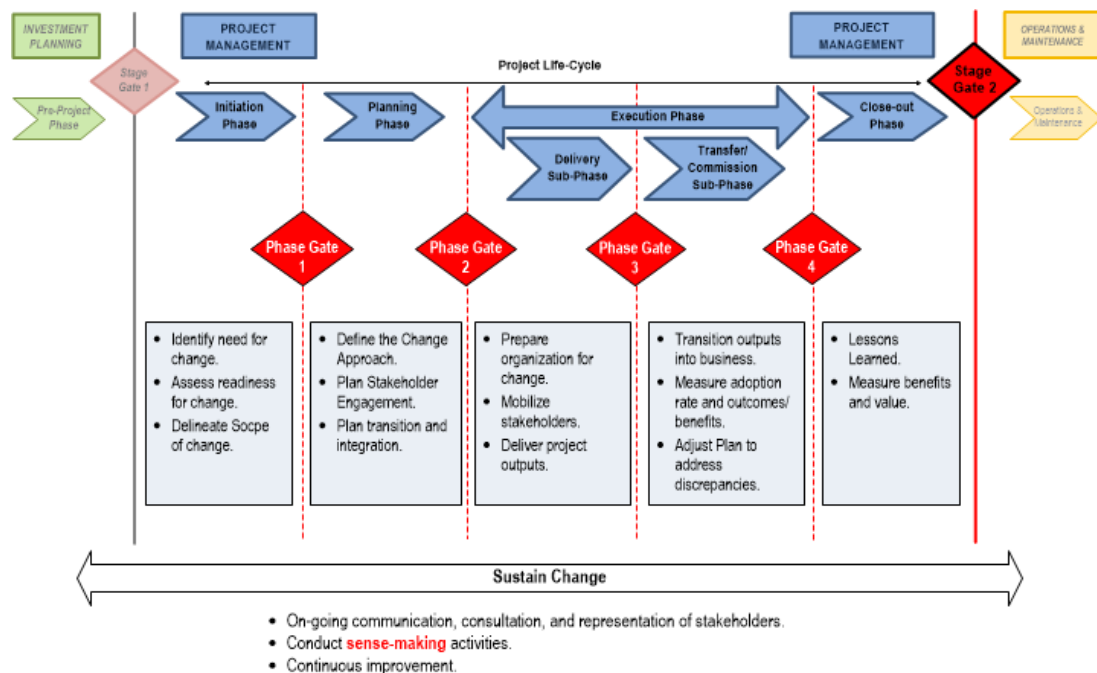 INVESTMENT
PLANNING
PROJECT
MANAGEMENT
PROJECT
MANAGEMENT
OPERATIONS &
MAINTENANCE
Stage
Gate 1
Project Life-Cycle
Stage
Gate 2
Pre-Project
Phase
Initiation
Phase
Planning
Phase
Execution Phase
Close-out
Phase
Operations &
Maintenance
Delivery
Sub-Phase
Transfer/
Commission
Sub-Phase
Phase Gate
1
Phase Gate
2
Phase Gate
3
Phase Gate
4
• Identify need for
change.
• Assess readiness
for change.
• Delineate Socpe
of change.
• Define the Change
Approach.
• Plan Stakeholder
Engagement.
• Plan transition and
integration.
• Prepare
organization for
change.
• Mobilize
stakeholders.
• Deliver project
outputs.
• Transition outputs
into business.
• Measure adoption
rate and outcomes/
benefits.
• Adjust Plan to
address
discrepancies.
• Lessons
Learned.
• Measure benefits
and value.
Sustain Change
• On-going communication, consultation, and representation of stakeholders.
• Conduct sense-making activities.
• Continuous improvement.